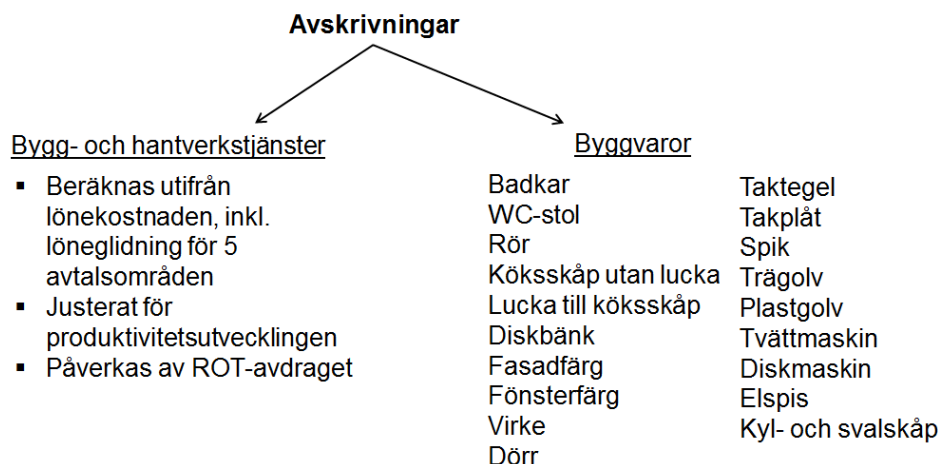 Avskrivningar
Bygg- och hantverkstjänster
▪ Beräknas utifrån
lönekostnaden, inkl.
löneglidning för 5
avtalsområden
▪ Justerat för
produktivitetsutvecklingen
▪ Påverkas av ROT-avdraget
Byggvaror
Badkar
WC-stol
Rör
Köksskåp utan lucka
Lucka till köksskåp
Diskbänk
Fasadfärg
Fönsterfärg
Virke
Dörr
Taktegel
Takplåt
Spik
Trägolv
Plastgolv
Tvättmaskin
Diskmaskin
Elspis
Kyl- och svalskåp